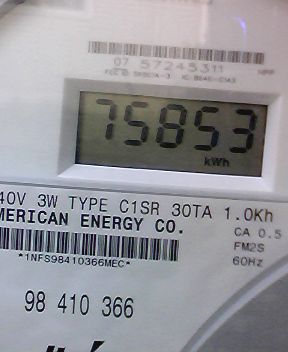 07 57245311
75853
kWh
40V 3W TYPE C1SR 30TA 1.0Kh
MERICAN ENERGY CO.
CA 0.5
FM2S
60Hz
*1NFS98410366MEC*
98 410 366